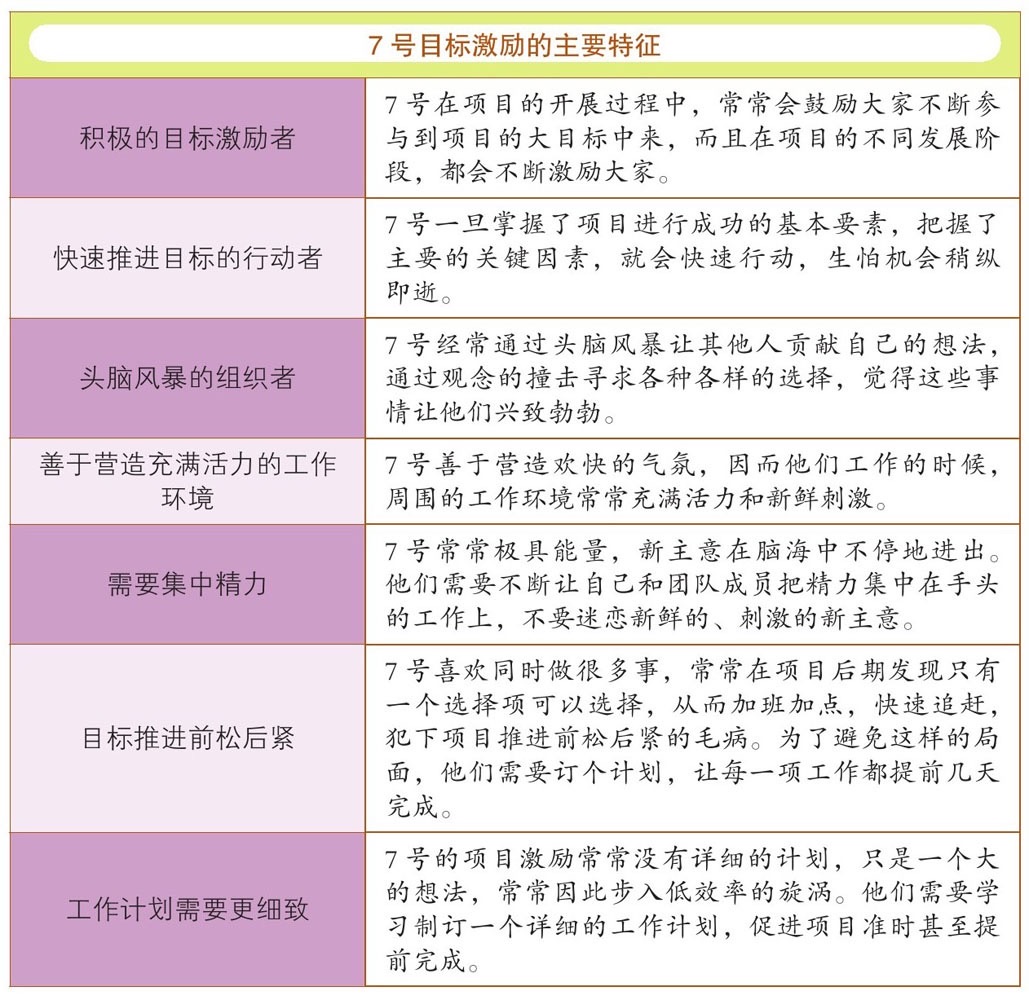 7号目标激励的主要特征
积极的目标激励者
7号在项目的开展过程中，常常会鼓励大家不断参
与到项目的大目标中来，而且在项目的不同发展阶
段，都会不断激励大家。
快速推进目标的行动者
7号一旦掌握了项目进行成功的基本要素，把握了
主要的关键因素，就会快速行动，生怕机会稍纵
即逝。
头脑风暴的组织者
7号经常通过头脑风暴让其他人贡献自己的想法，
通过观念的撞击寻求各种各样的选择，觉得这些事
情让他们兴致勃勃。
善于营造充满活力的工作
环境
7号善于营造欢快的气氛，因而他们工作的时候，
周围的工作环境常常充满活力和新鲜刺激。
需要集中精力
7号常常极具能量，新主意在脑海中不停地进出。
他们需要不断让自己和团队成员把精力集中在手头
的工作上，不要迷恋新鲜的、刺激的新主意。
目标推进前松后紧
7号喜欢同时做很多事，常常在项目后期发现只有
一个选择项可以选择，从而加班加点，快速追赶，
犯下项目推进前松后紧的毛病。为了避免这样的局
面，他们需要订个计划，让每一项工作都提前几天
完成。
工作计划需要更细致
7号的项目激励常常没有详细的计划，只是一个大
的想法，常常因此步入低效率的旋涡。他们需要学
习制订一个详细的工作计划，促进项目准时甚至提
前完成。